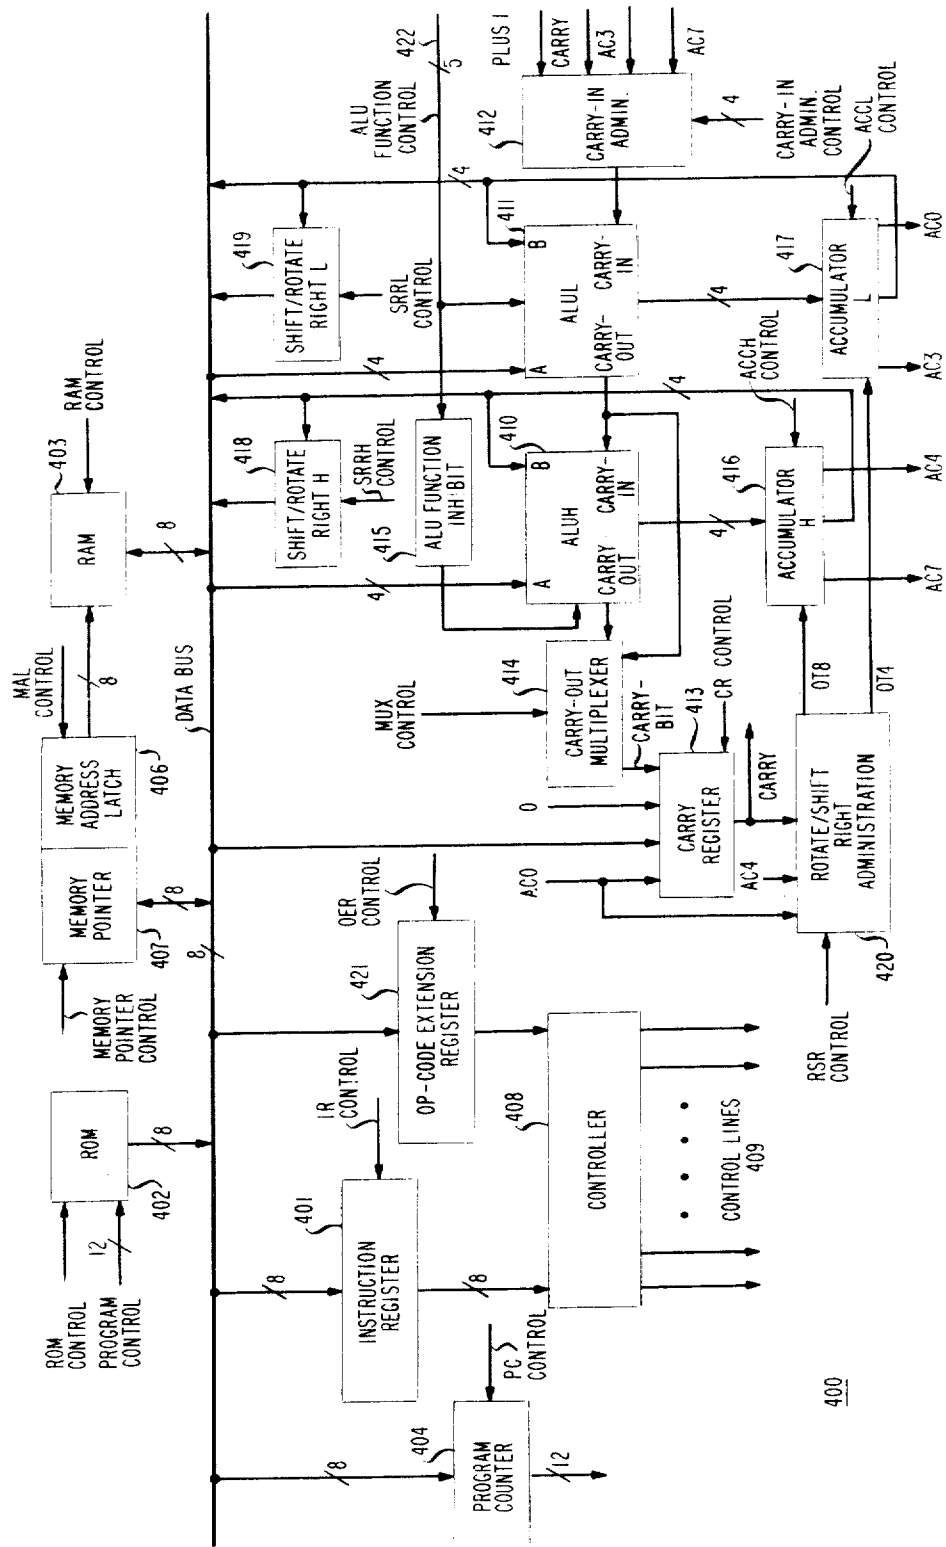 ROM CONTROL
PROGRAM
CONTROL
12
ROM
402
8
MEMORY
POINTER
CONTROL
MEMORY
POINTER
407
8
MEMORY
ADDRESS
LATCH
406
MAL
CONTROL
8
RAM
403
RAM
CONTROL
8
8
DATA BUS
8
PROGRAM
COUNTER
404
PC
CONTROL
12
8
INSTRUCTION
REGISTER
401
IR
CONTROL
8
OP-CODE EXTENSION
REGISTER
421
OER
CONTROL
CONTROLLER
408
CONTROL LINES
409
MUX
CONTROL
CARRY-OUT
MULTIPLEXER
414
CARRY-
BIT
AC0
0
CARRY
REGISTER
413
CR CONTROL
AC4
CARRY
ROTATE/SHIFT
RIGHT
ADMINISTRATION
420
RSR
CONTROL
OT8
OT4
SHIFT/ROTATE
RIGHT H
418
SRRH
CONTROL
4
ALU FUNCTION
INHIBIT
415
A
B
ALUH
410
CARRY
OUT
CARRY-
IN
4
4
ACCUMULATOR
H
416
ACCH
CONTROL
AC7
AC4
SHIFT/ROTATE
RIGHT L
419
SRRL
CONTROL
4
4
A
B
ALUL
411
CARRY-
OUT
CARRY-
IN
4
ACCUMULATOR
L
417
ACCL
CONTROL
AC3
AC0
ALU
FUNCTION
CONTROL
422
5
CARRY-IN
ADMIN.
412
PLUS 1
CARRY
AC3
AC7
4
CARRY-IN
ADMIN.
CONTROL
400